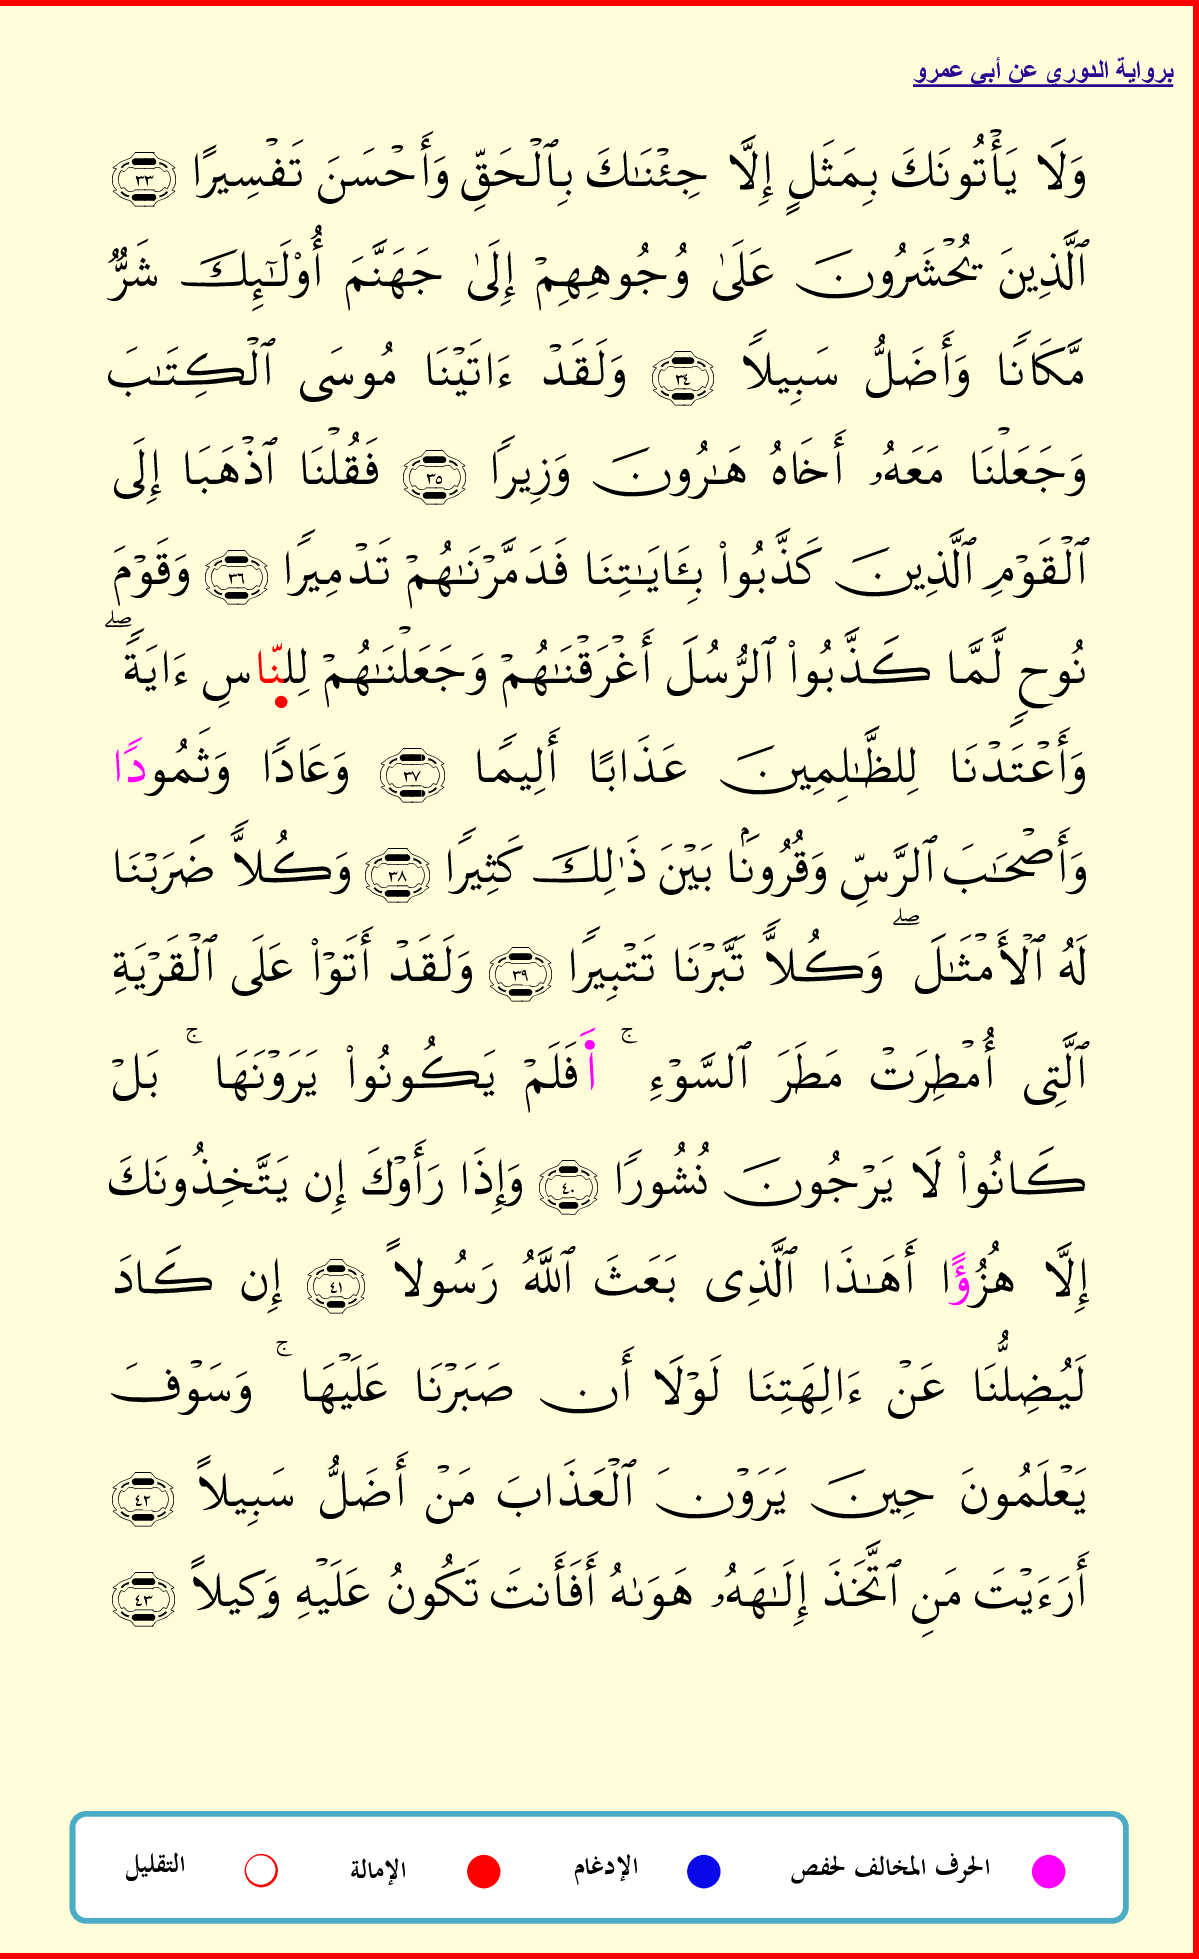 برواية الدوري عن أبي عمرو
وَلَا يَأۡتُونَكَ بِمَثَلٍ إِلَّا جِئۡنَٰكَ بِٱلۡحَقِّ وَأَحۡسَنَ تَفۡسِيرًا ٣٣
ٱلَّذِينَ يُحۡشَرُونَ عَلَىٰ وُجُوهِهِمۡ إِلَىٰ جَهَنَّمَ أُوْلَٰٓئِكَ شَرٌّ
مَّكَانًا وَأَضَلُّ سَبِيلًا ٣٤ وَلَقَدۡ ءَاتَيۡنَا مُوسَى ٱلۡكِتَٰبَ
وَجَعَلۡنَا مَعَهُۥ أَخَاهُ هَٰرُونَ وَزِيرًا ٣٥ فَقُلۡنَا ٱذۡهَبَا إِلَى
ٱلۡقَوۡمِ ٱلَّذِينَ كَذَّبُواْ بِـَٔايَٰتِنَا فَدَمَّرۡنَٰهُمۡ تَدۡمِيرًا ٣٦ وَقَوۡمَ
نُوحٍ لَّمَّا كَذَّبُواْ ٱلرُّسُلَ أَغۡرَقۡنَٰهُمۡ وَجَعَلۡنَٰهُمۡ لِلنّاسِ ءَايَةًۖ
وَأَعۡتَدۡنَا لِلظَّٰلِمِينَ عَذَابًا أَلِيمًا ٣٧ وَعَادًا وَثَمُودًا
وَأَصۡحَٰبَ ٱلرَّسِّ وَقُرُونَۢا بَيۡنَ ذَٰلِكَ كَثِيرًا ٣٨ وَكُلًّا ضَرَبۡنَا
لَهُ ٱلۡأَمۡثَٰلَۖ وَكُلًّا تَبَّرۡنَا تَتۡبِيرًا ٣٩ وَلَقَدۡ أَتَوۡاْ عَلَى ٱلۡقَرۡيَةِ
ٱلَّتِي أُمۡطِرَتۡ مَطَرَ ٱلسَّوۡءِۚ أَفَلَمۡ يَكُونُواْ يَرَوۡنَهَاۚ بَلۡ
كَانُواْ لَا يَرۡجُونَ نُشُورًا ٤٠ وَإِذَا رَأَوۡكَ إِن يَتَّخِذُونَكَ
إِلَّا هُزُؤًا أَهَٰذَا ٱلَّذِي بَعَثَ ٱللَّهُ رَسُولًا ٤١ إِن كَادَ
لَيُضِلُّنَا عَنۡ ءَالِهَتِنَا لَوۡلَا أَن صَبَرۡنَا عَلَيۡهَاۚ وَسَوۡفَ
يَعۡلَمُونَ حِينَ يَرَوۡنَ ٱلۡعَذَابَ مَنۡ أَضَلُّ سَبِيلًا ٤٢
أَرَءَيۡتَ مَنِ ٱتَّخَذَ إِلَٰهَهُۥ هَوَىٰهُ أَفَأَنتَ تَكُونُ عَلَيۡهِ وَكِيلًا ٤٣
الحرف المخالف لحفص الإدغام الإمالة التقليل